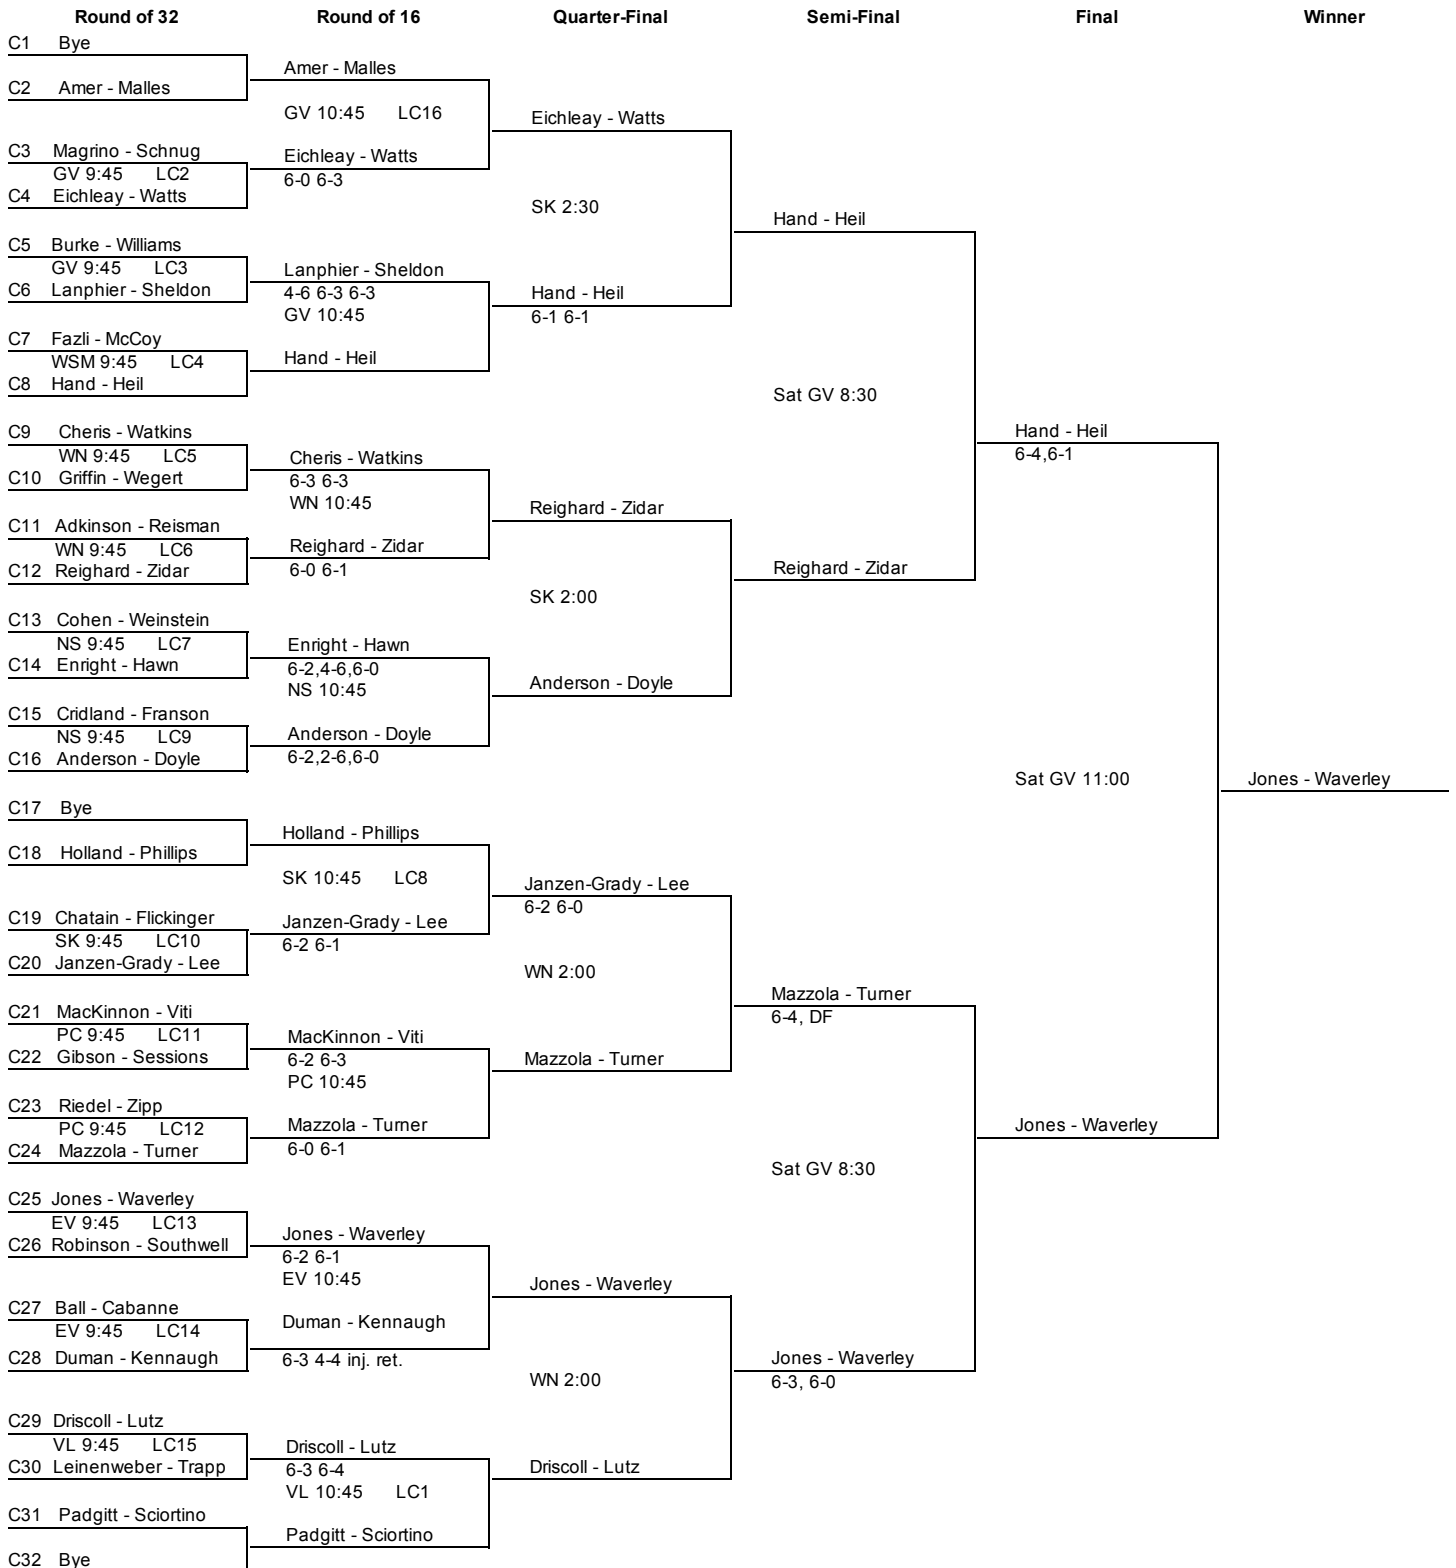 Round of 32 Round of 16 Quarter-Final Semi-Final Final Winner
C1 Bye
C2 Amer - Malles
C3 Magrino - Schnug
GV 9:45 LC2
C4 Eichleay - Watts
C5 Burke - Williams
GV 9:45 LC3
C6 Lanphier - Sheldon
C7 Fazli - McCoy
WSM 9:45 LC4
C8 Hand - Heil
C9 Cheris - Watkins
WN 9:45 LC5
C10 Griffin - Wegert
C11 Adkinson - Reisman
WN 9:45 LC6
C12 Reighard - Zidar
C13 Cohen - Weinstein
NS 9:45 LC7
C14 Enright - Hawn
C15 Cridland - Franson
NS 9:45 LC9
C16 Anderson - Doyle
C17 Bye
C18 Holland - Phillips
C19 Chatain - Flickinger
SK 9:45 LC10
C20 Janzen-Grady - Lee
C21 MacKinnon - Viti
PC 9:45 LC11
C22 Gibson - Sessions
C23 Riedel - Zipp
PC 9:45 LC12
C24 Mazzola - Turner
C25 Jones - Waverley
EV 9:45 LC13
C26 Robinson - Southwell
C27 Ball - Cabanne
EV 9:45 LC14
C28 Duman - Kennaugh
C29 Driscoll - Lutz
VL 9:45 LC15
C30 Leinenweber - Trapp
C31 Padgitt - Sciortino
C32 Bye
Amer - Malles
GV 10:45 LC16
Eichleay - Watts
6-0 6-3
Lanphier - Sheldon
4-6 6-3 6-3
GV 10:45
Hand - Heil
Cheris - Watkins
6-3 6-3
WN 10:45
Reighard - Zidar
6-0 6-1
Enright - Hawn
6-2,4-6,6-0
NS 10:45
Anderson - Doyle
6-2,2-6,6-0
Holland - Phillips
SK 10:45 LC8
Janzen-Grady - Lee
6-2 6-1
MacKinnon - Viti
6-2 6-3
PC 10:45
Mazzola - Turner
6-0 6-1
Jones - Waverley
6-2 6-1
EV 10:45
Duman - Kennaugh
6-3 4-4 inj. ret.
Driscoll - Lutz
6-3 6-4
VL 10:45 LC1
Padgitt - Sciortino
Eichleay - Watts
SK 2:30
Hand - Heil
6-1 6-1
Reighard - Zidar
SK 2:00
Anderson - Doyle
Janzen-Grady - Lee
6-2 6-0
WN 2:00
Mazzola - Turner
Jones - Waverley
WN 2:00
Driscoll - Lutz
Hand - Heil
Sat GV 8:30
Reighard - Zidar
Mazzola - Turner
6-4, DF
Sat GV 8:30
Jones - Waverley
6-3, 6-0
Hand - Heil
6-4,6-1
Sat GV 11:00
Jones - Waverley
Jones - Waverley